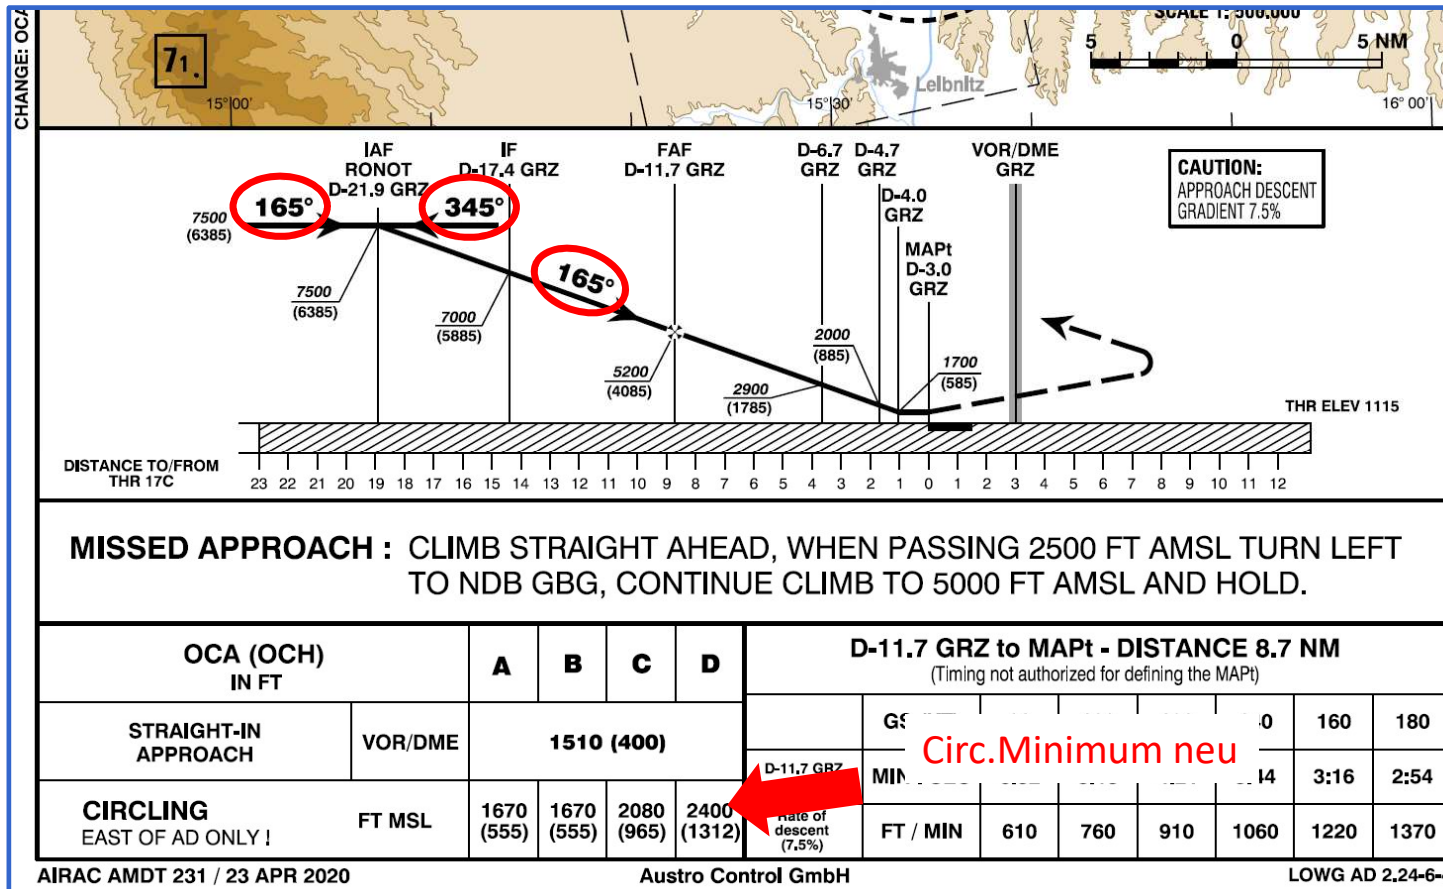 CHANGE: OCA
SCALE 1: 500.000
5 0 5 NM
71.
15°00'
15°30'
16°00'
Leibnitz
IAF
RONOT
D-21.9 GRZ
IF
D-17.4 GRZ
FAF
D-11.7 GRZ
D-6.7
GRZ
D-4.7
GRZ
D-4.0
GRZ
MAPt
D-3.0
GRZ
VOR/DME
GRZ
CAUTION:
APPROACH DESCENT
GRADIENT 7.5%
7500
(6385)
165°
345°
165°
7500
(6385)
7000
(5885)
5200
(4085)
2900
(1785)
2000
(885)
1700
(585)
THR ELEV 1115
DISTANCE TO/FROM
THR 17C
23 22 21 20 19 18 17 16 15 14 13 12 11 10 9 8 7 6 5 4 3 2 1 0 1 2 3 4 5 6 7 8 9 10 11 12
MISSED APPROACH : CLIMB STRAIGHT AHEAD, WHEN PASSING 2500 FT AMSL TURN LEFT
TO NDB GBG, CONTINUE CLIMB TO 5000 FT AMSL AND HOLD.
OCA (OCH)
IN FT
A B C D
STRAIGHT-IN
APPROACH
VOR/DME
1510 (400)
CIRCLING
EAST OF AD ONLY !
FT MSL
1670
(555)
1670
(555)
2080
(965)
2400
(1312)
D-11.7 GRZ to MAPt - DISTANCE 8.7 NM
(Timing not authorized for defining the MAPt)
160 180
Circ.Minimum neu
D-11.7 GRZ
3:16 2:54
Rate of
descent
(7.5%)
FT / MIN 610 760 910 1060 1220 1370
AIRAC AMDT 231 / 23 APR 2020
Austro Control GmbH
LOWG AD 2.24-6-